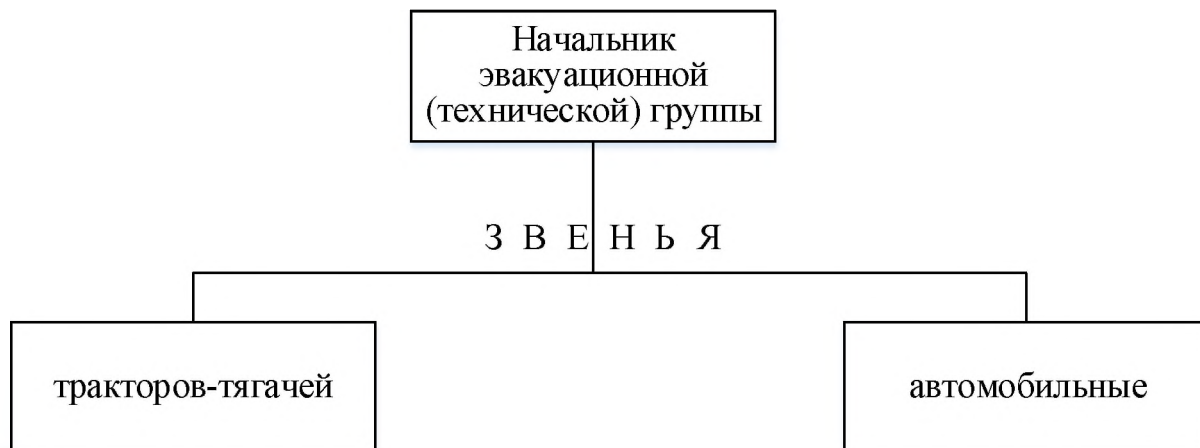 Начальник
эвакуационной
(технической) группы
З В Е Н Ь Я
тракторов-тягачей
автомобильные